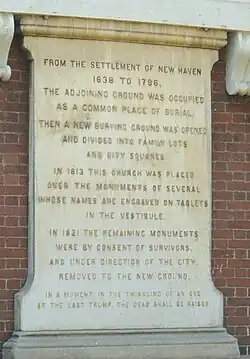 FROM THE SETTLEMENT OF NEW HAVEN
1638 TO 1796,
THE ADJOINING GROUND WAS OCCUPIED
AS A COMMON PLACE OF BURIAL,
THEN A NEW BURYING GROUND WAS OPENED
AND DIVIDED INTO FAMILY LOTS
AND CITY SQUARES.
IN 1813 THIS CHURCH WAS PLACED
OVER THE MONUMENTS OF SEVERAL
WHOSE NAMES ARE ENGRAVED ON TABLETS
IN THE VESTIBULE.
IN 1821 THE REMAINING MONUMENTS
WERE BY CONSENT OF SURVIVORS,
AND UNDER DIRECTION OF THE CITY,
REMOVED TO THE NEW GROUND.
IN A MOMENT IN THE TWINKLING OF AN EYE
AT THE LAST TRUMP, THE DEAD SHALL BE RAISED